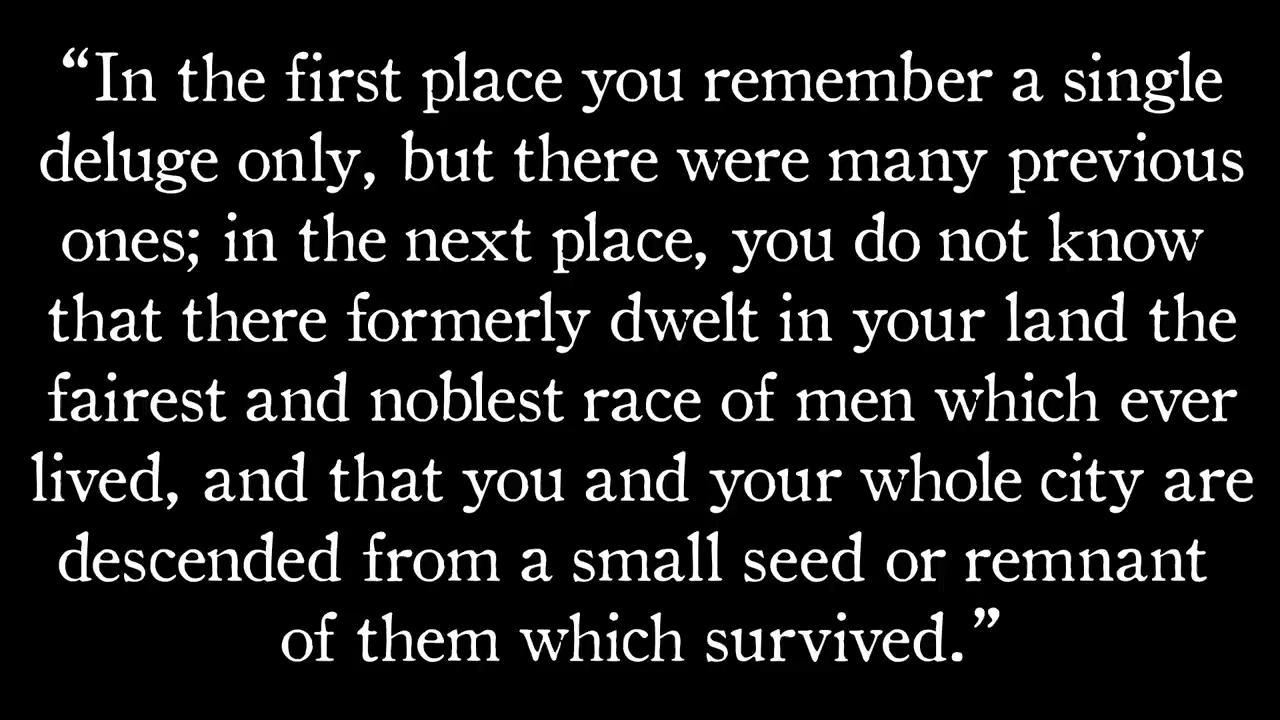 “In the first place you remember a single
deluge only, but there were many previous
ones; in the next place, you do not know
that there formerly dwelt in your land the
fairest and noblest race of men which ever
lived, and that you and your whole city are
descended from a small seed or remnant
of them which survived.”